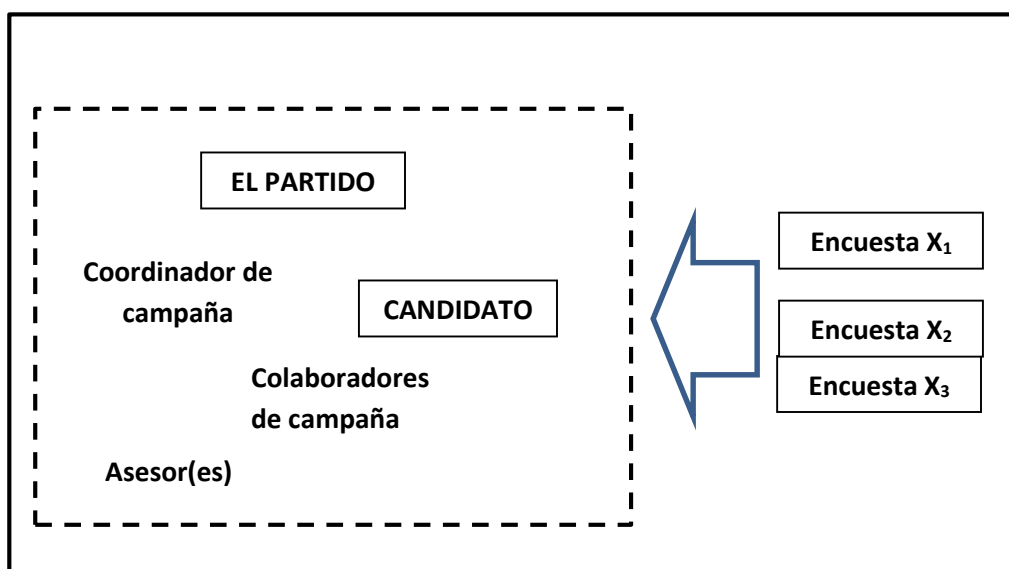 EL PARTIDO
Coordinador de
campaña
CANDIDATO
Colaboradores
de campaña
Asesor(es)
Encuesta X₁
Encuesta X₂
Encuesta X₃